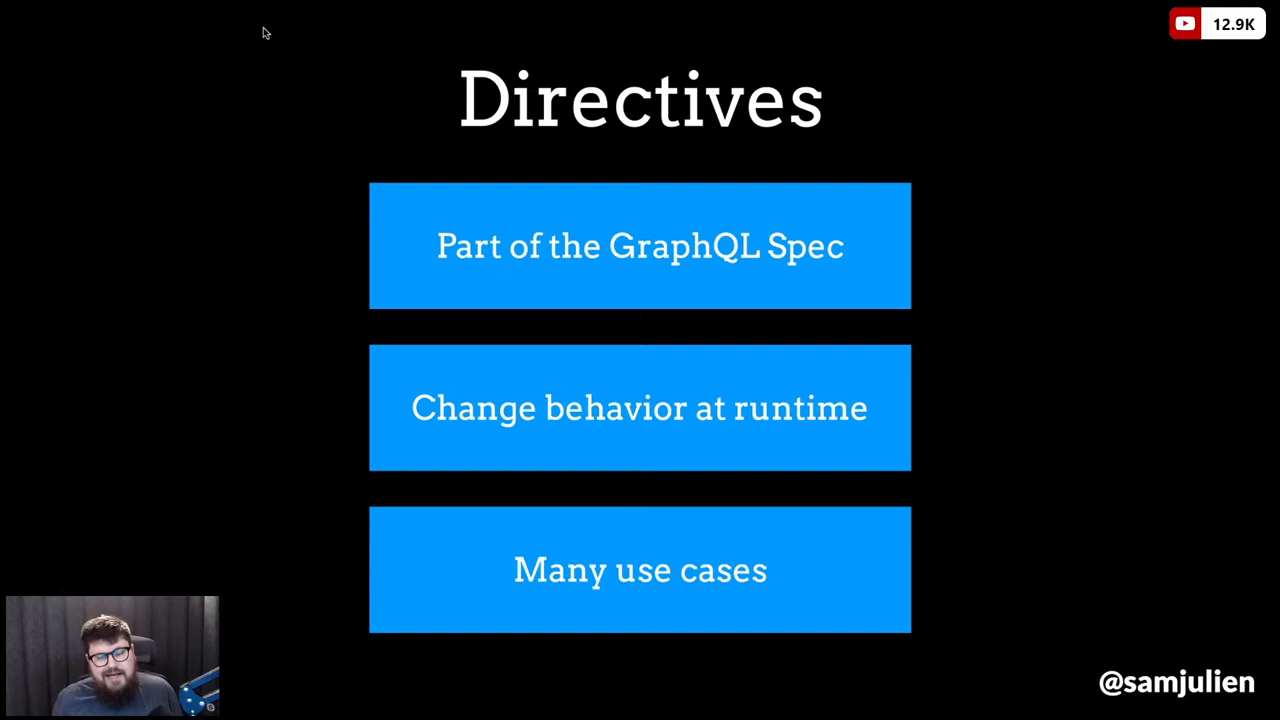 12.9K
Directives
Part of the GraphQL Spec
Change behavior at runtime
Many use cases
@samjulien